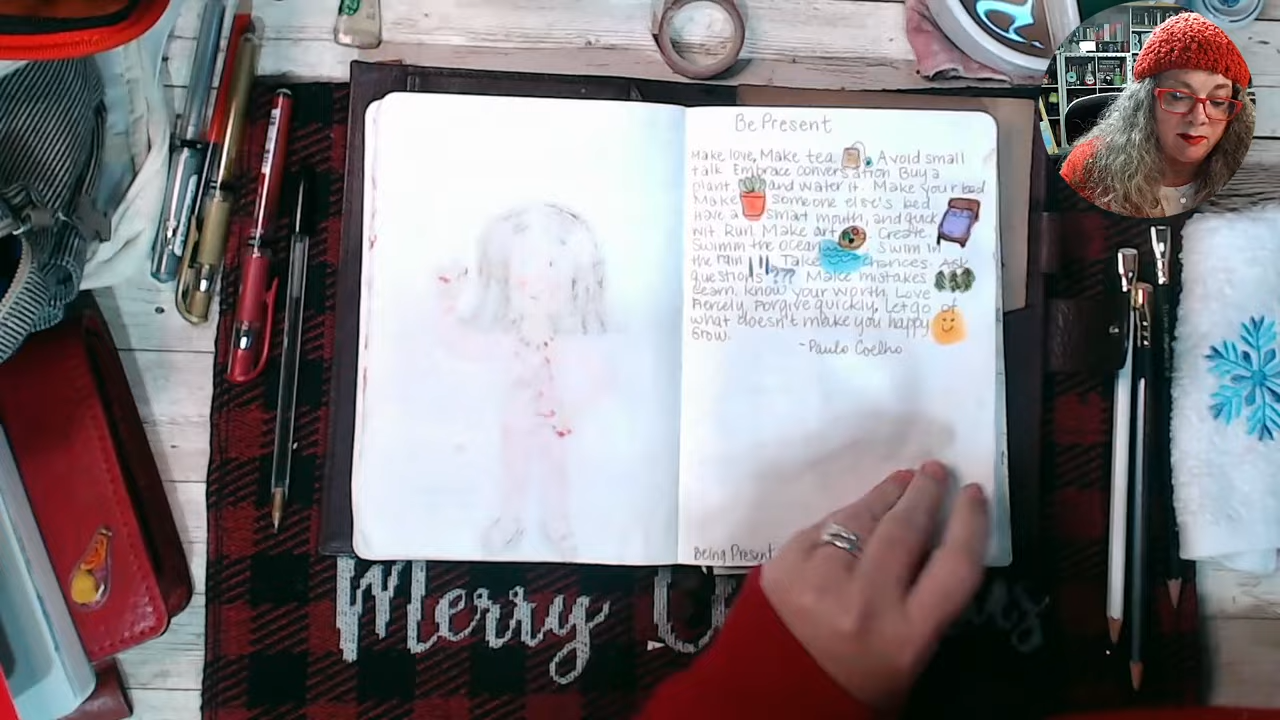 Be Present
Make love, Make tea. Avoid small
talk Embrace conversation Buy a
plant, and water it. Make your bed
Make someone else's bed
Have a smart mouth, and quick
wit. Run. Make art. Create.
Swimm the ocean. Swim in
the rain Take chances. Ask
questions ??? Make mistakes
Learn. Know your worth. Love
fiercly, Forgive quickly, Let go of
what doesn't make you happy
Grow.
-Paulo Coelho
Being Present
Merry